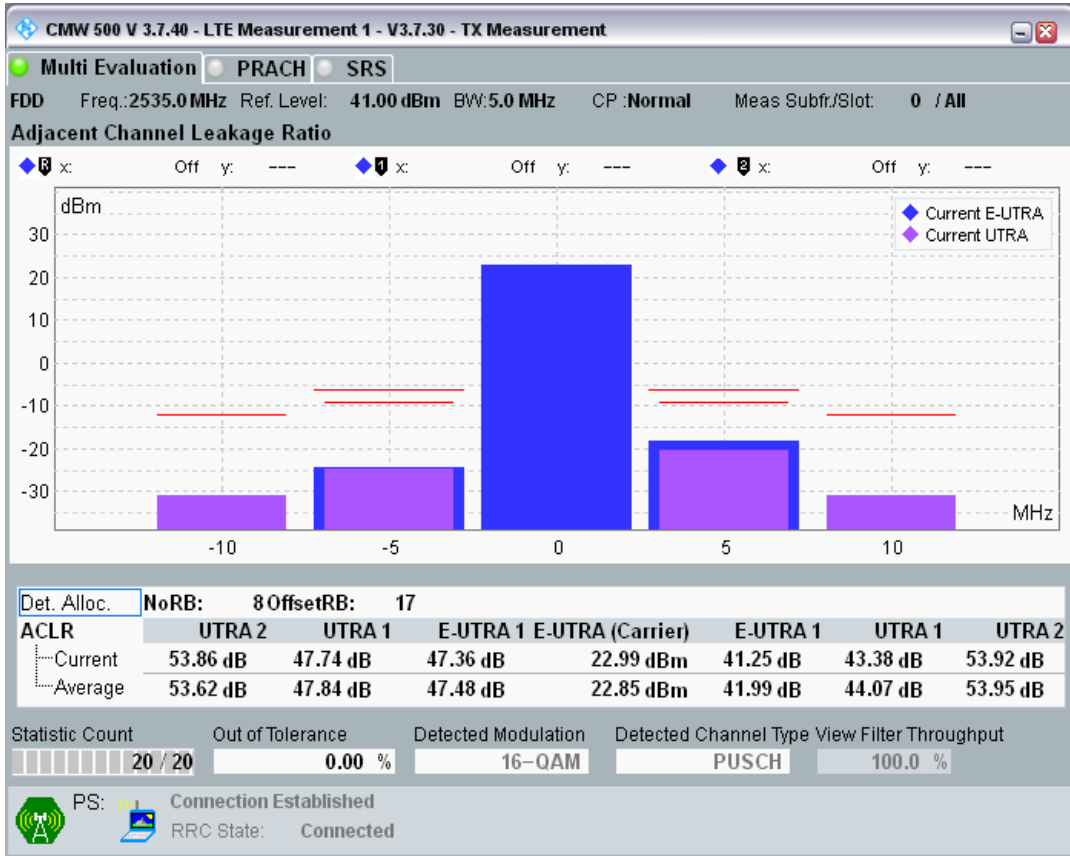 CMW 500 V 3.7.40 - LTE Measurement 1 - V3.7.30 - TX Measurement
Multi Evaluation PRACH SRS
FDD Freq.:2535.0 MHz Ref. Level: 41.00 dBm BW:5.0 MHz CP :Normal Meas Subfr./Slot: 0 / All
Adjacent Channel Leakage Ratio
R x: Off y: --- 1 x: Off y: --- 2 x: Off y: ---
dBm
Current E-UTRA
Current UTRA
30
20
10
0
-10
-20
-30
MHz
-10 -5 0 5 10
Det. Alloc. NoRB: 8 OffsetRB: 17
ACLR UTRA 2 UTRA 1 E-UTRA 1 E-UTRA (Carrier) E-UTRA 1 UTRA 1 UTRA 2
Current 53.86 dB 47.74 dB 47.36 dB 22.99 dBm 41.25 dB 43.38 dB 53.92 dB
Average 53.62 dB 47.84 dB 47.48 dB 22.85 dBm 41.99 dB 44.07 dB 53.95 dB
Statistic Count Out of Tolerance Detected Modulation Detected Channel Type View Filter Throughput
20 / 20 0.00 % 16-QAM PUSCH 100.0 %
PS: Connection Established
RRC State: Connected